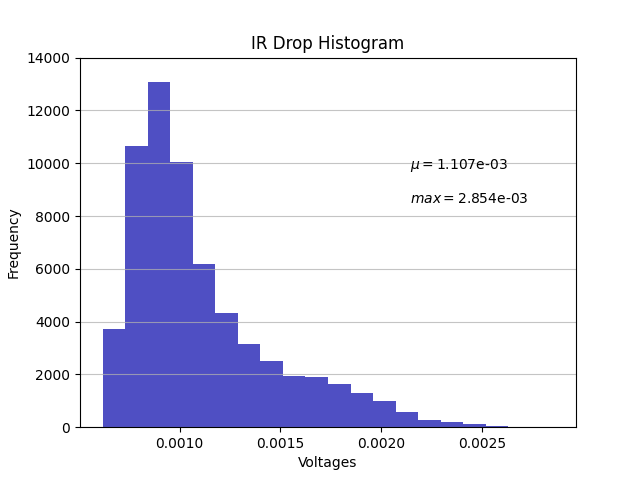 IR Drop Histogram
14000
12000
10000
8000
6000
4000
2000
0
Frequency
μ = 1.107e-03
max = 2.854e-03
0.0010 0.0015 0.0020 0.0025
Voltages